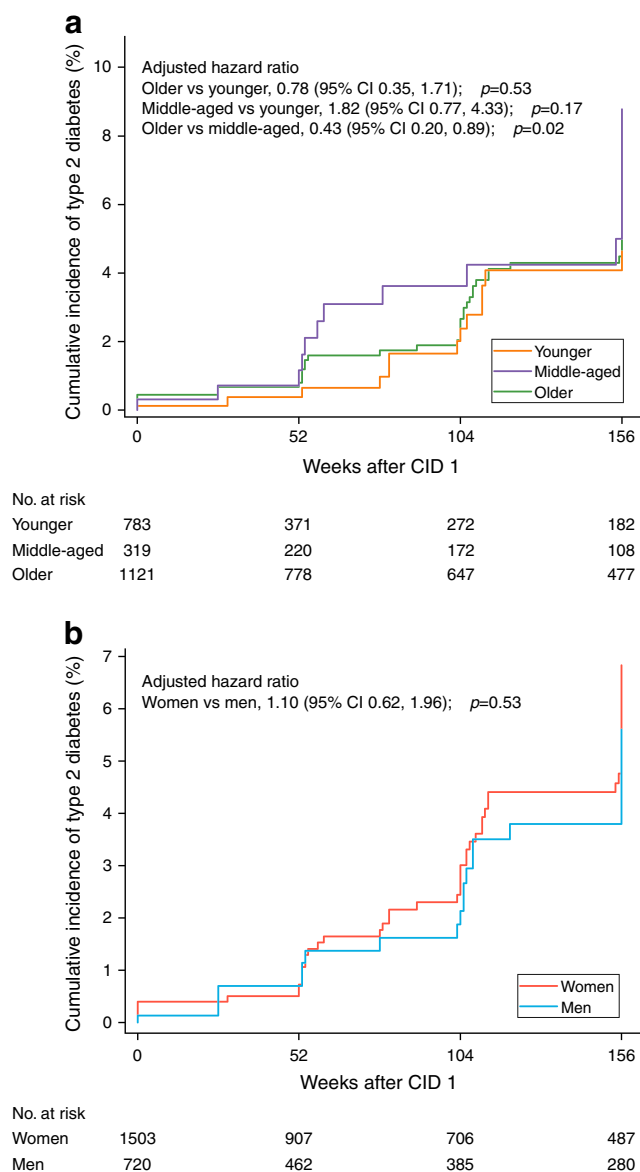 a
Cumulative incidence of type 2 diabetes (%)
10
8
6
4
2
0
Adjusted hazard ratio
Older vs younger, 0.78 (95% CI 0.35, 1.71); p=0.53
Middle-aged vs younger, 1.82 (95% CI 0.77, 4.33); p=0.17
Older vs middle-aged, 0.43 (95% CI 0.20, 0.89); p=0.02
Younger
Middle-aged
Older
0 52 104 156
Weeks after CID 1
No. at risk
Younger 783 371 272 182
Middle-aged 319 220 172 108
Older 1121 778 647 477
b
Cumulative incidence of type 2 diabetes (%)
7
6
5
4
3
2
1
0
Adjusted hazard ratio
Women vs men, 1.10 (95% CI 0.62, 1.96); p=0.53
Women
Men
0 52 104 156
Weeks after CID 1
No. at risk
Women 1503 907 706 487
Men 720 462 385 280